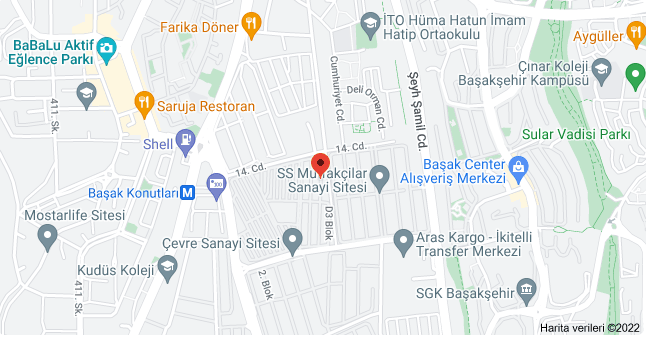 Farika Döner
İTO Hüma Hatun İmam
Hatip Ortaokulu
Aygüller
BaBaLu Aktif
Eğlence Parkı
Çınar Koleji
Başakşehir Kampüsü
411. Sk.
Saruja Restoran
Cumhuriyet Cd.
Deli Orman Cd.
Şeyh Şamil Cd.
Sular Vadisi Parkı
Shell
14. Cd.
14. Cd.
Başak Center
Alışveriş Merkezi
SS Mutfakçılar
Sanayi Sitesi
Başak Konutları
M
Mostarlife Sitesi
D3 Blok
Çevre Sanayi Sitesi
Aras Kargo - İkitelli
Transfer Merkezi
Kudüs Koleji
2. Blok
SGK Başakşehir
411. Sk.
Harita verileri ©2022